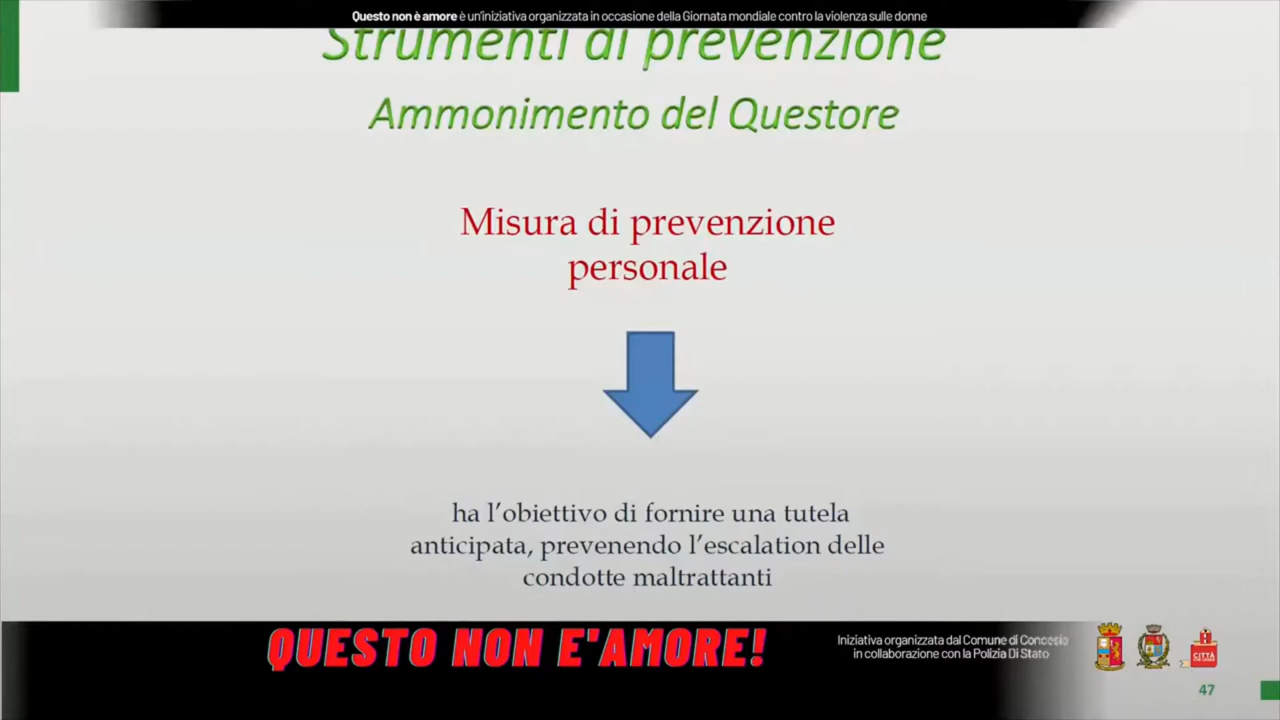 Questo non è amore è un'iniziativa organizzata in occasione della Giornata mondiale contro la violenza sulle donne
Strumenti di prevenzione
Ammonimento del Questore
Misura di prevenzione
personale
ha l'obiettivo di fornire una tutela
anticipata, prevenendo l'escalation delle
condotte maltrattanti
QUESTO NON E'AMORE!
Iniziativa organizzata dal Comune di Concesio
in collaborazione con la Polizia Di Stato
CITTÀ
47